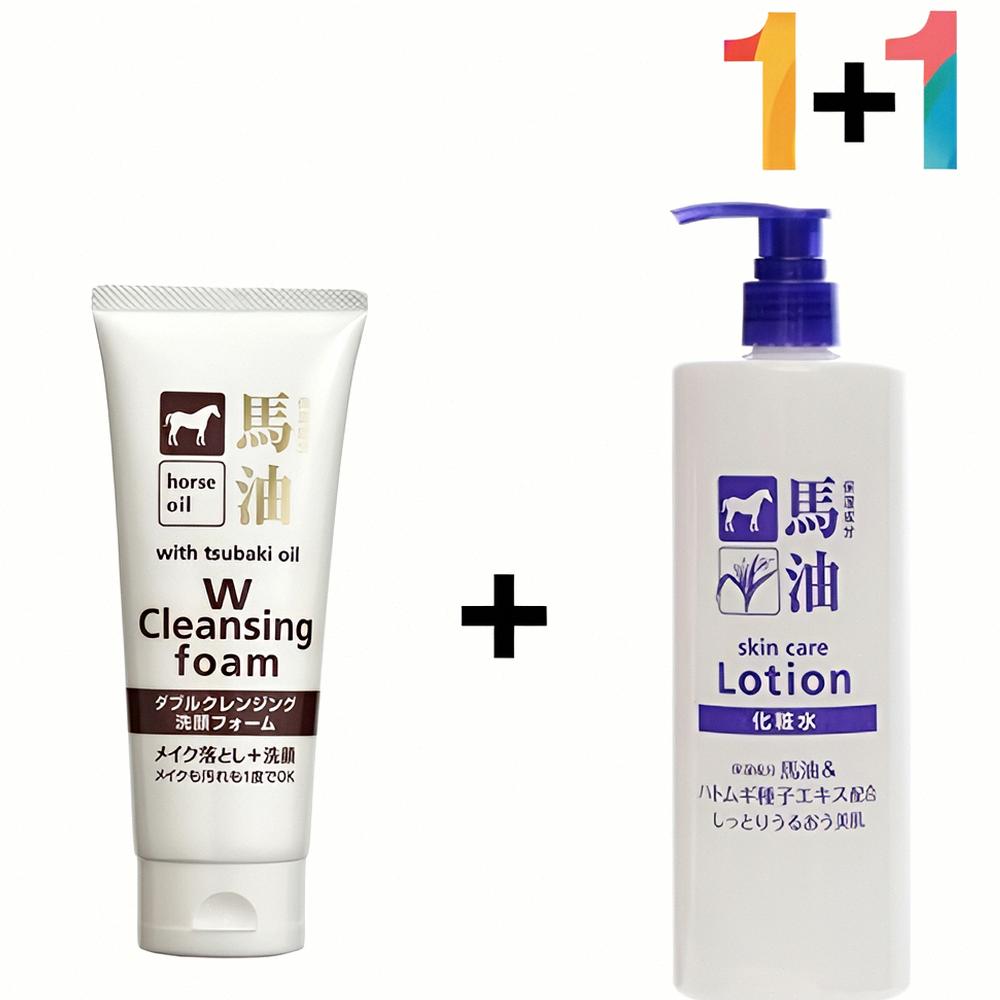 1+1
horse
oil
馬
油
with tsubaki oil
W
Cleansing
foam
ダブルクレンジング
洗顔フォーム
メイク落とし+洗顔
メイクも汚れも1度でOK
+
馬
油
保湿成分
skin care
Lotion
化粧水
馬油&
ハトムギ種子エキス配合
しっとりうるおう美肌